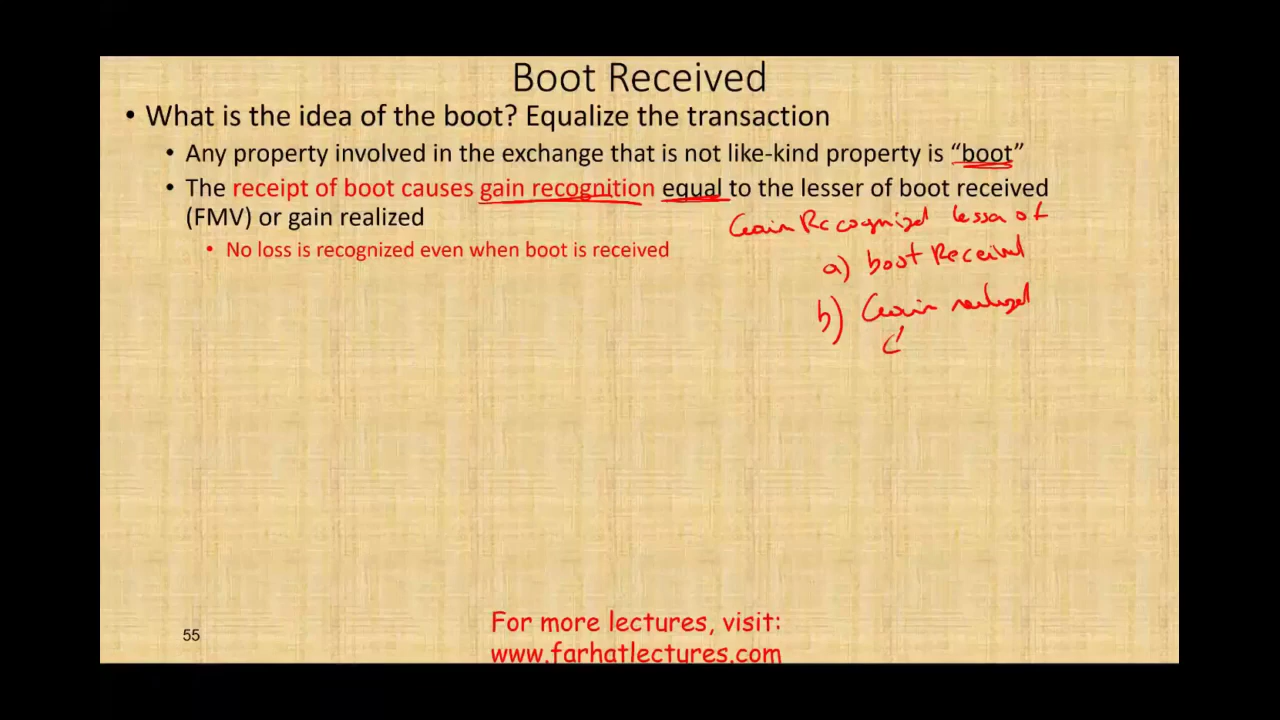 Boot Received
• What is the idea of the boot? Equalize the transaction
• Any property involved in the exchange that is not like-kind property is “boot”
• The receipt of boot causes gain recognition equal to the lesser of boot received
(FMV) or gain realized
Gain Recognized lesser of
• No loss is recognized even when boot is received
a) boot Received
b) Gain realized
55
For more lectures, visit:
www.farhatlectures.com